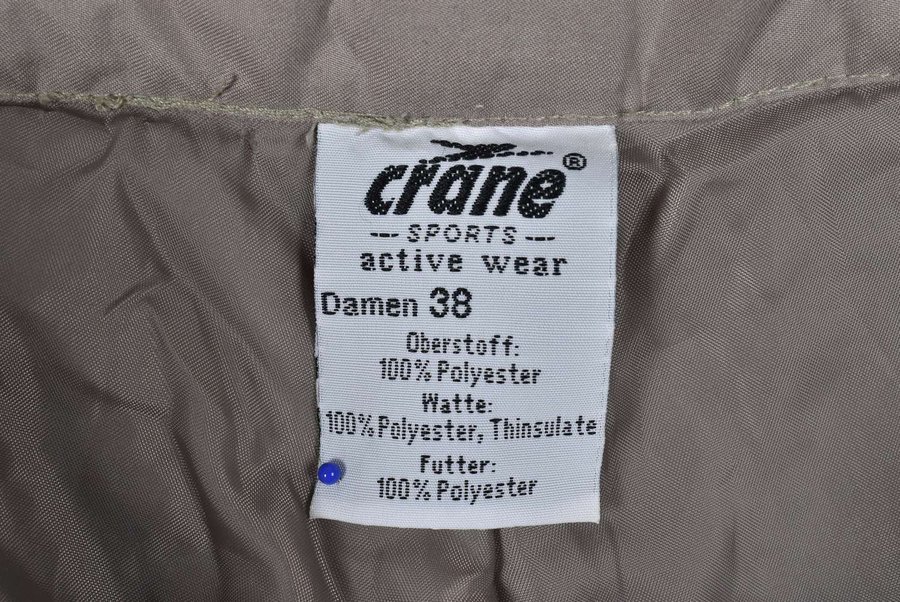 crane®
SPORTS
active wear
Damen 38
Oberstoff:
100% Polyester
Watte:
100% Polyester, Thinsulate
Futter:
100% Polyester